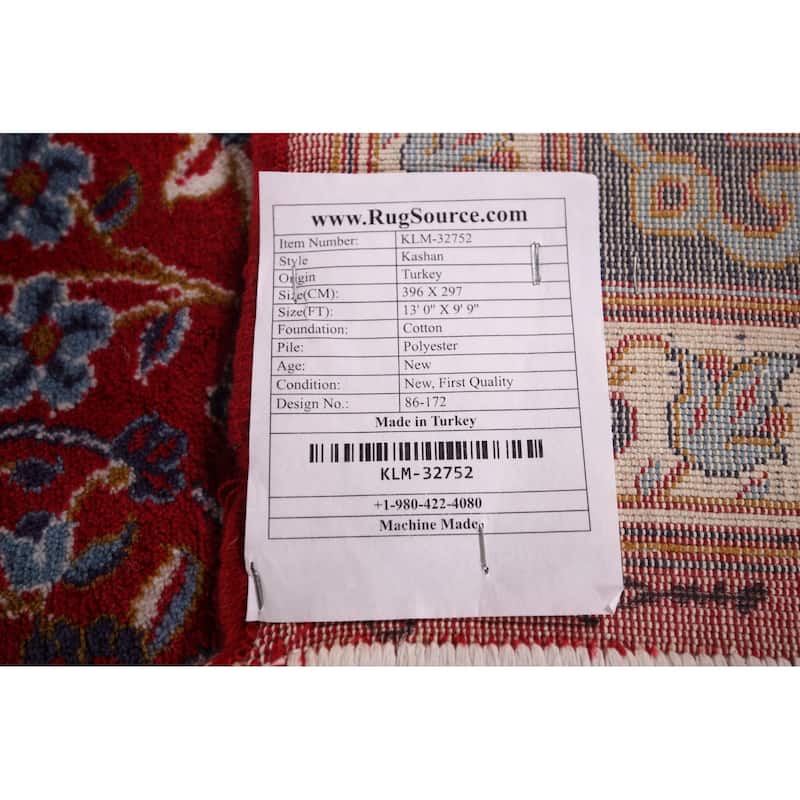 www.RugSource.com
Item Number: KLM-32752
Style Kashan
Origin Turkey
Size(CM): 396 X 297
Size(FT): 13' 0" X 9' 9"
Foundation: Cotton
Pile: Polyester
Age: New
Condition: New, First Quality
Design No.: 86-172
Made in Turkey
KLM-32752
+1-980-422-4080
Machine Made